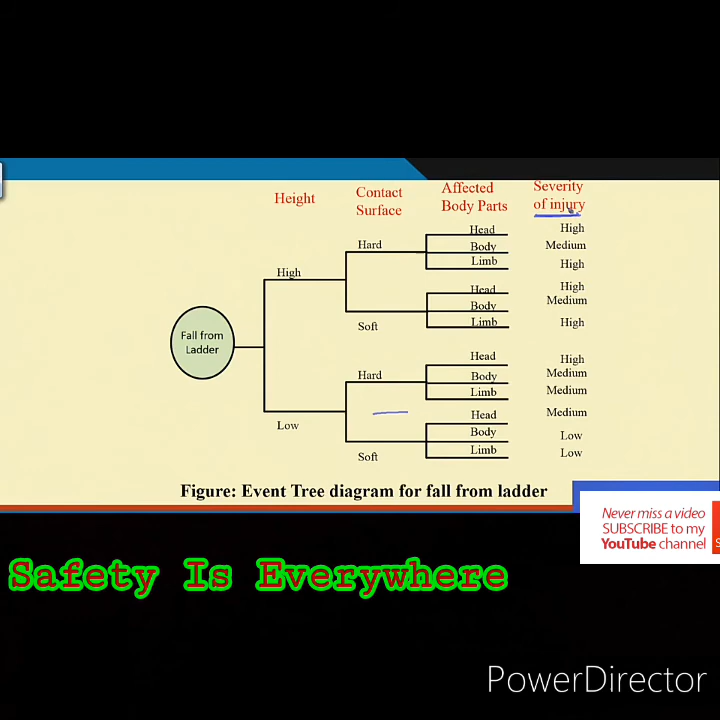 Height
Contact
Surface
Affected
Body Parts
Severity
of injury
Head High
Hard Body Medium
Limb High
High
Head High
Body Medium
Soft Limb High
Fall from
Ladder
Head High
Hard Body Medium
Limb Medium
Head Medium
Low Body Low
Soft Limb Low
Figure: Event Tree diagram for fall from ladder
Never miss a video
SUBSCRIBE to my
YouTube channel
S
Safety Is Everywhere
PowerDirector